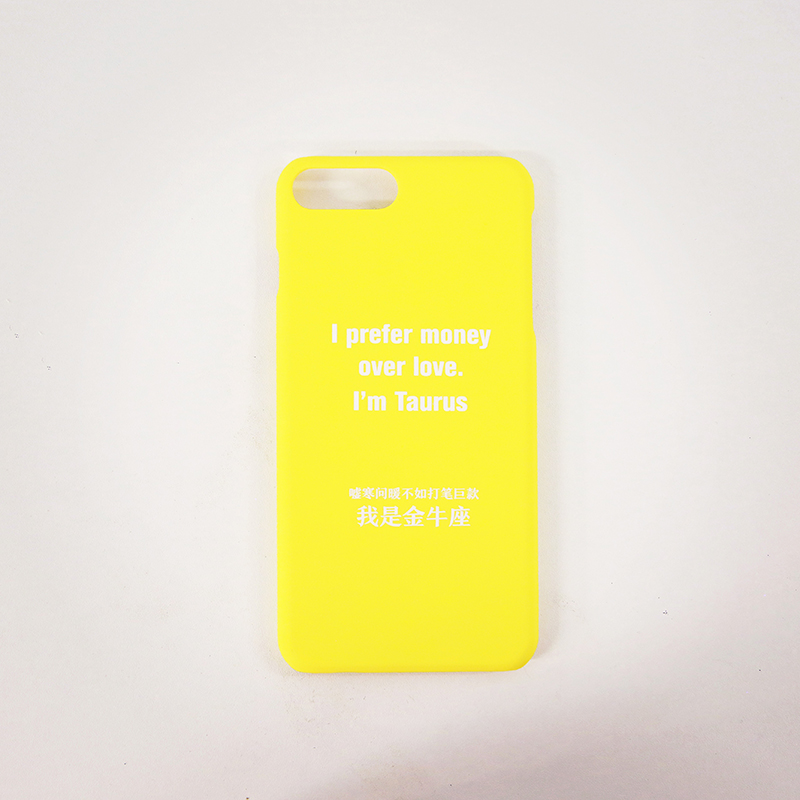 I prefer money
over love.
I'm Taurus
嘘寒问暖不如打笔巨款
我是金牛座